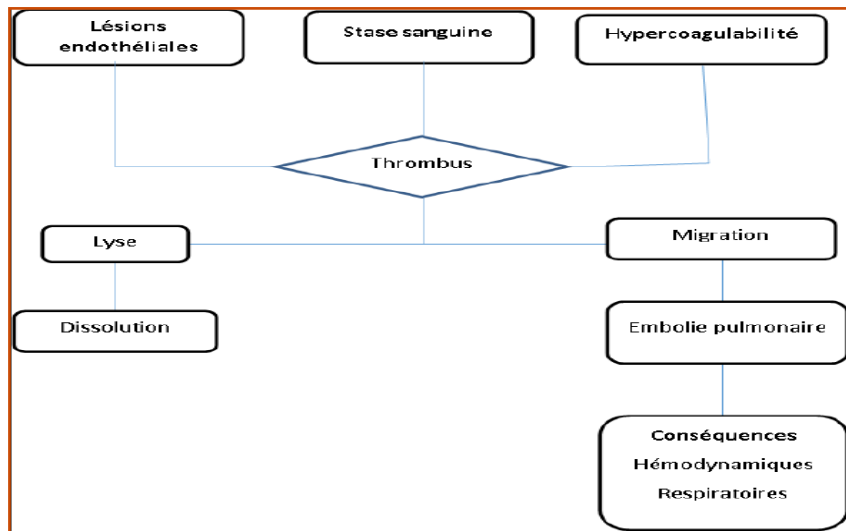 Lésions
endothéliales
Stase sanguine
Hypercoagulabilité
Thrombus
Lyse
Migration
Dissolution
Embolie pulmonaire
Conséquences
Hémodynamiques
Respiratoires